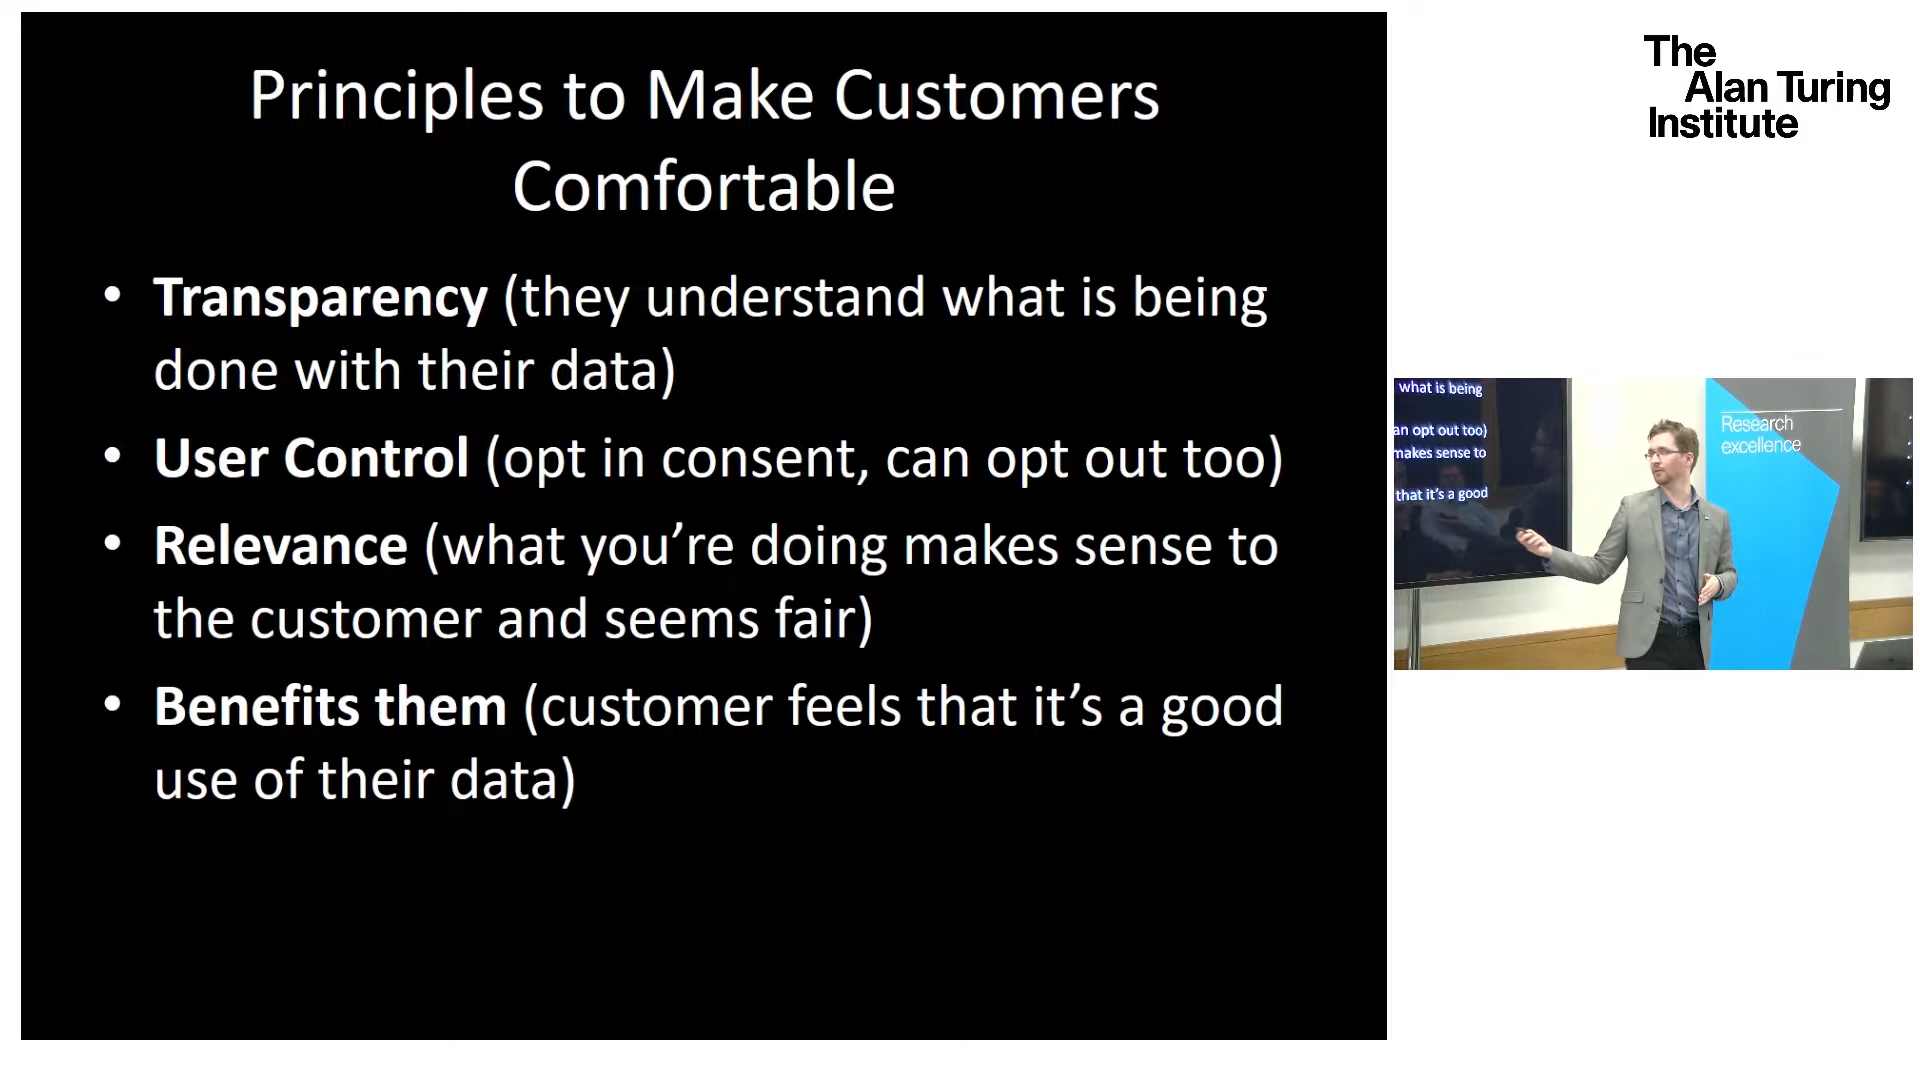 Principles to Make Customers
Comfortable
• Transparency (they understand what is being
done with their data)
• User Control (opt in consent, can opt out too)
• Relevance (what you’re doing makes sense to
the customer and seems fair)
• Benefits them (customer feels that it’s a good
use of their data)
The
Alan Turing
Institute
what is being
an opt out too)
makes sense to
that it’s a good
Research
excellence